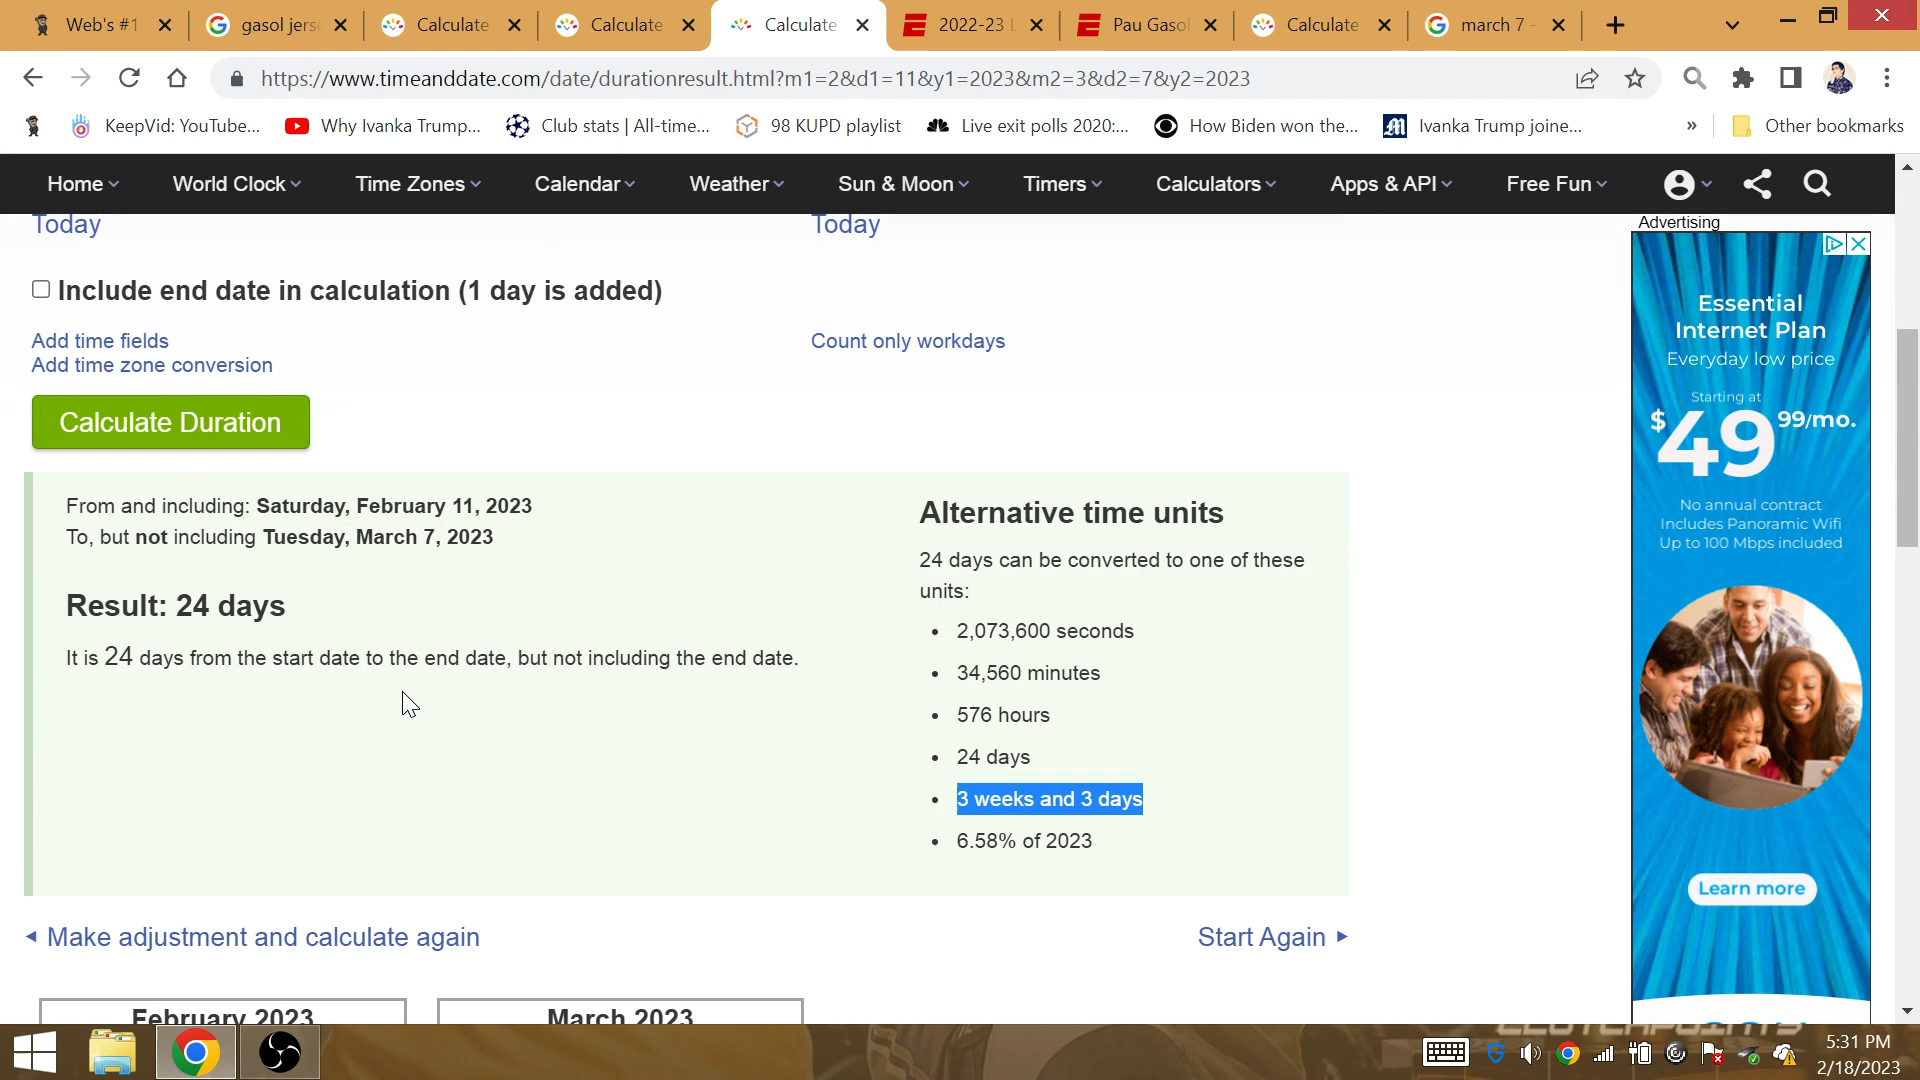 Web's #1
gasol jers
Calculate
Calculate
Calculate
2022-23 L
Pau Gasol
Calculate
march 7 -
https://www.timeanddate.com/date/durationresult.html?m1=2&d1=11&y1=2023&m2=3&d2=7&y2=2023
KeepVid: YouTube...
Why Ivanka Trump...
Club stats | All-time...
98 KUPD playlist
Live exit polls 2020:...
How Biden won the...
Ivanka Trump joine...
»
Other bookmarks
Home
World Clock
Time Zones
Calendar
Weather
Sun & Moon
Timers
Calculators
Apps & API
Free Fun
Today
Today
Advertising
Include end date in calculation (1 day is added)
Add time fields
Count only workdays
Add time zone conversion
Calculate Duration
From and including: Saturday, February 11, 2023
To, but not including Tuesday, March 7, 2023
Result: 24 days
It is 24 days from the start date to the end date, but not including the end date.
Alternative time units
24 days can be converted to one of these
units:
• 2,073,600 seconds
• 34,560 minutes
• 576 hours
• 24 days
• 3 weeks and 3 days
• 6.58% of 2023
Make adjustment and calculate again
Start Again
February 2023
March 2023
Essential
Internet Plan
Everyday low price
Starting at
$49 99/mo.
No annual contract
Includes Panoramic Wifi
Up to 100 Mbps included
Learn more
5:31 PM
2/18/2023